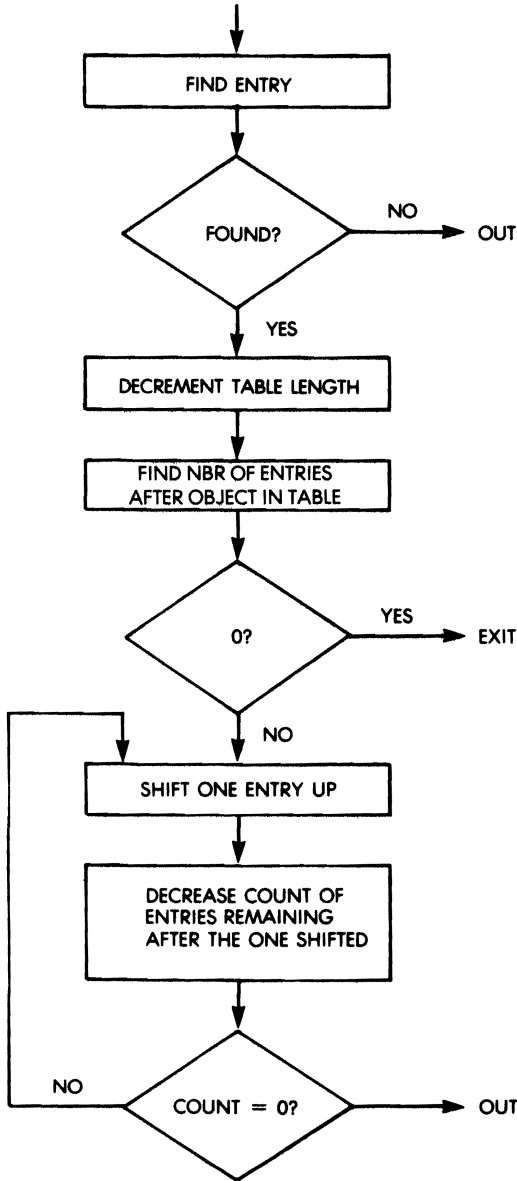 FIND ENTRY
FOUND?
NO
OUT
YES
DECREMENT TABLE LENGTH
FIND NBR OF ENTRIES
AFTER OBJECT IN TABLE
0?
YES
EXIT
NO
SHIFT ONE ENTRY UP
DECREASE COUNT OF
ENTRIES REMAINING
AFTER THE ONE SHIFTED
NO
COUNT = 0?
OUT